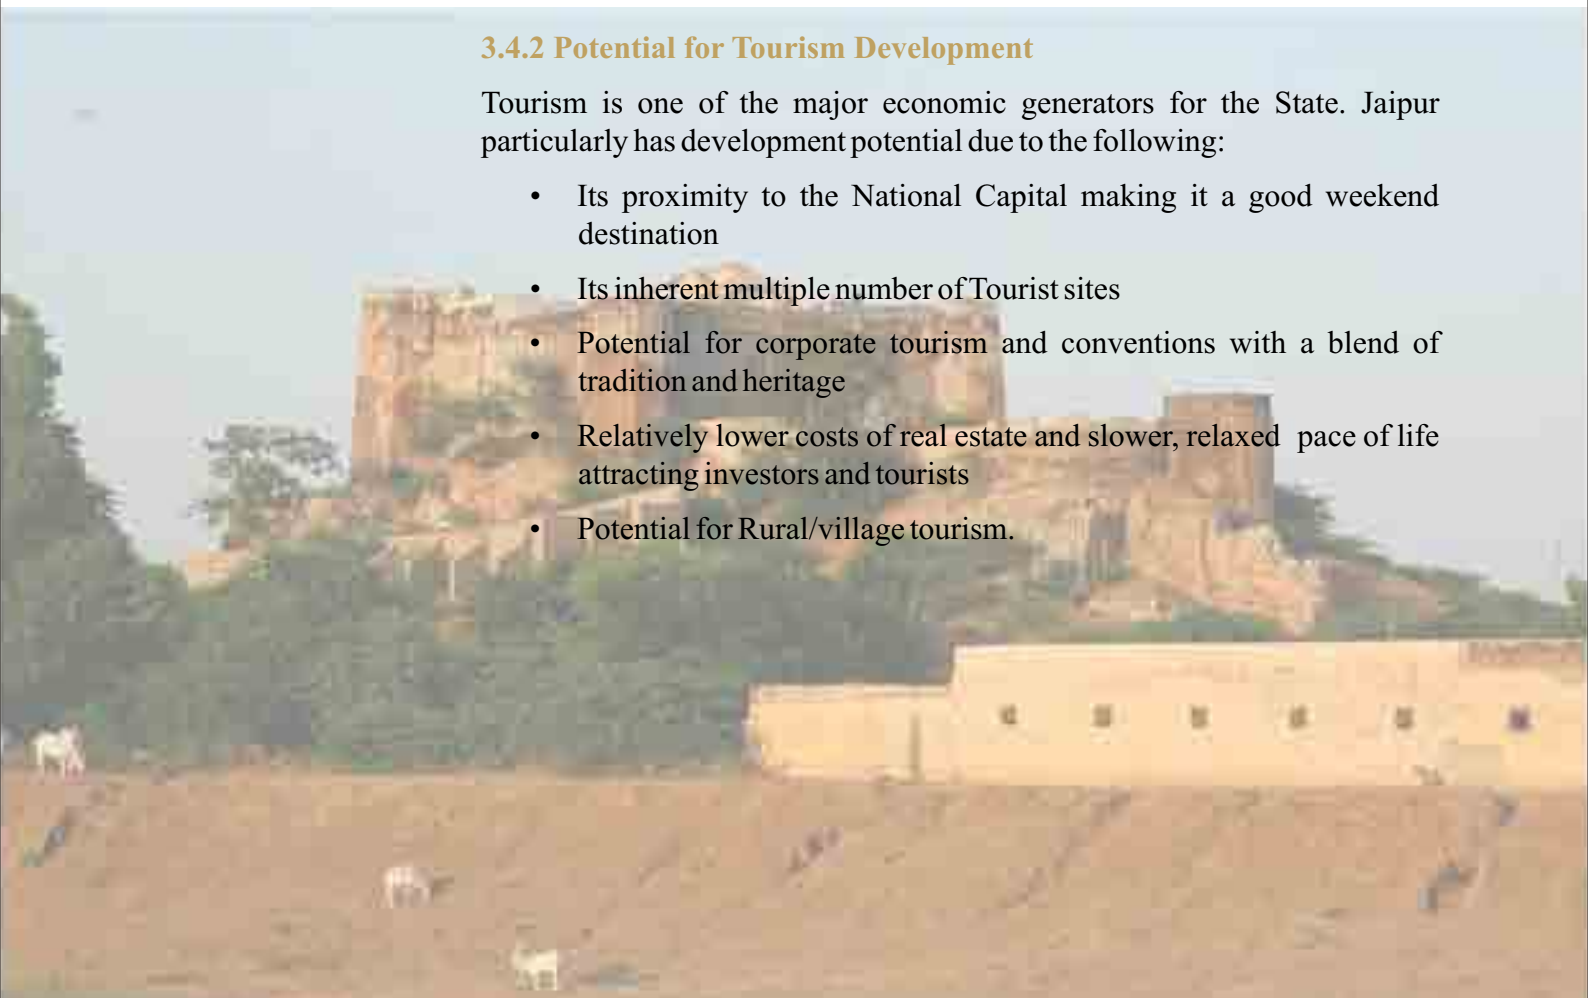 3.4.2 Potential for Tourism Development
Tourism is one of the major economic generators for the State. Jaipur
particularly has development potential due to the following:
• Its proximity to the National Capital making it a good weekend
destination
• Its inherent multiple number of Tourist sites
• Potential for corporate tourism and conventions with a blend of
tradition and heritage
• Relatively lower costs of real estate and slower, relaxed pace of life
attracting investors and tourists
• Potential for Rural/village tourism.